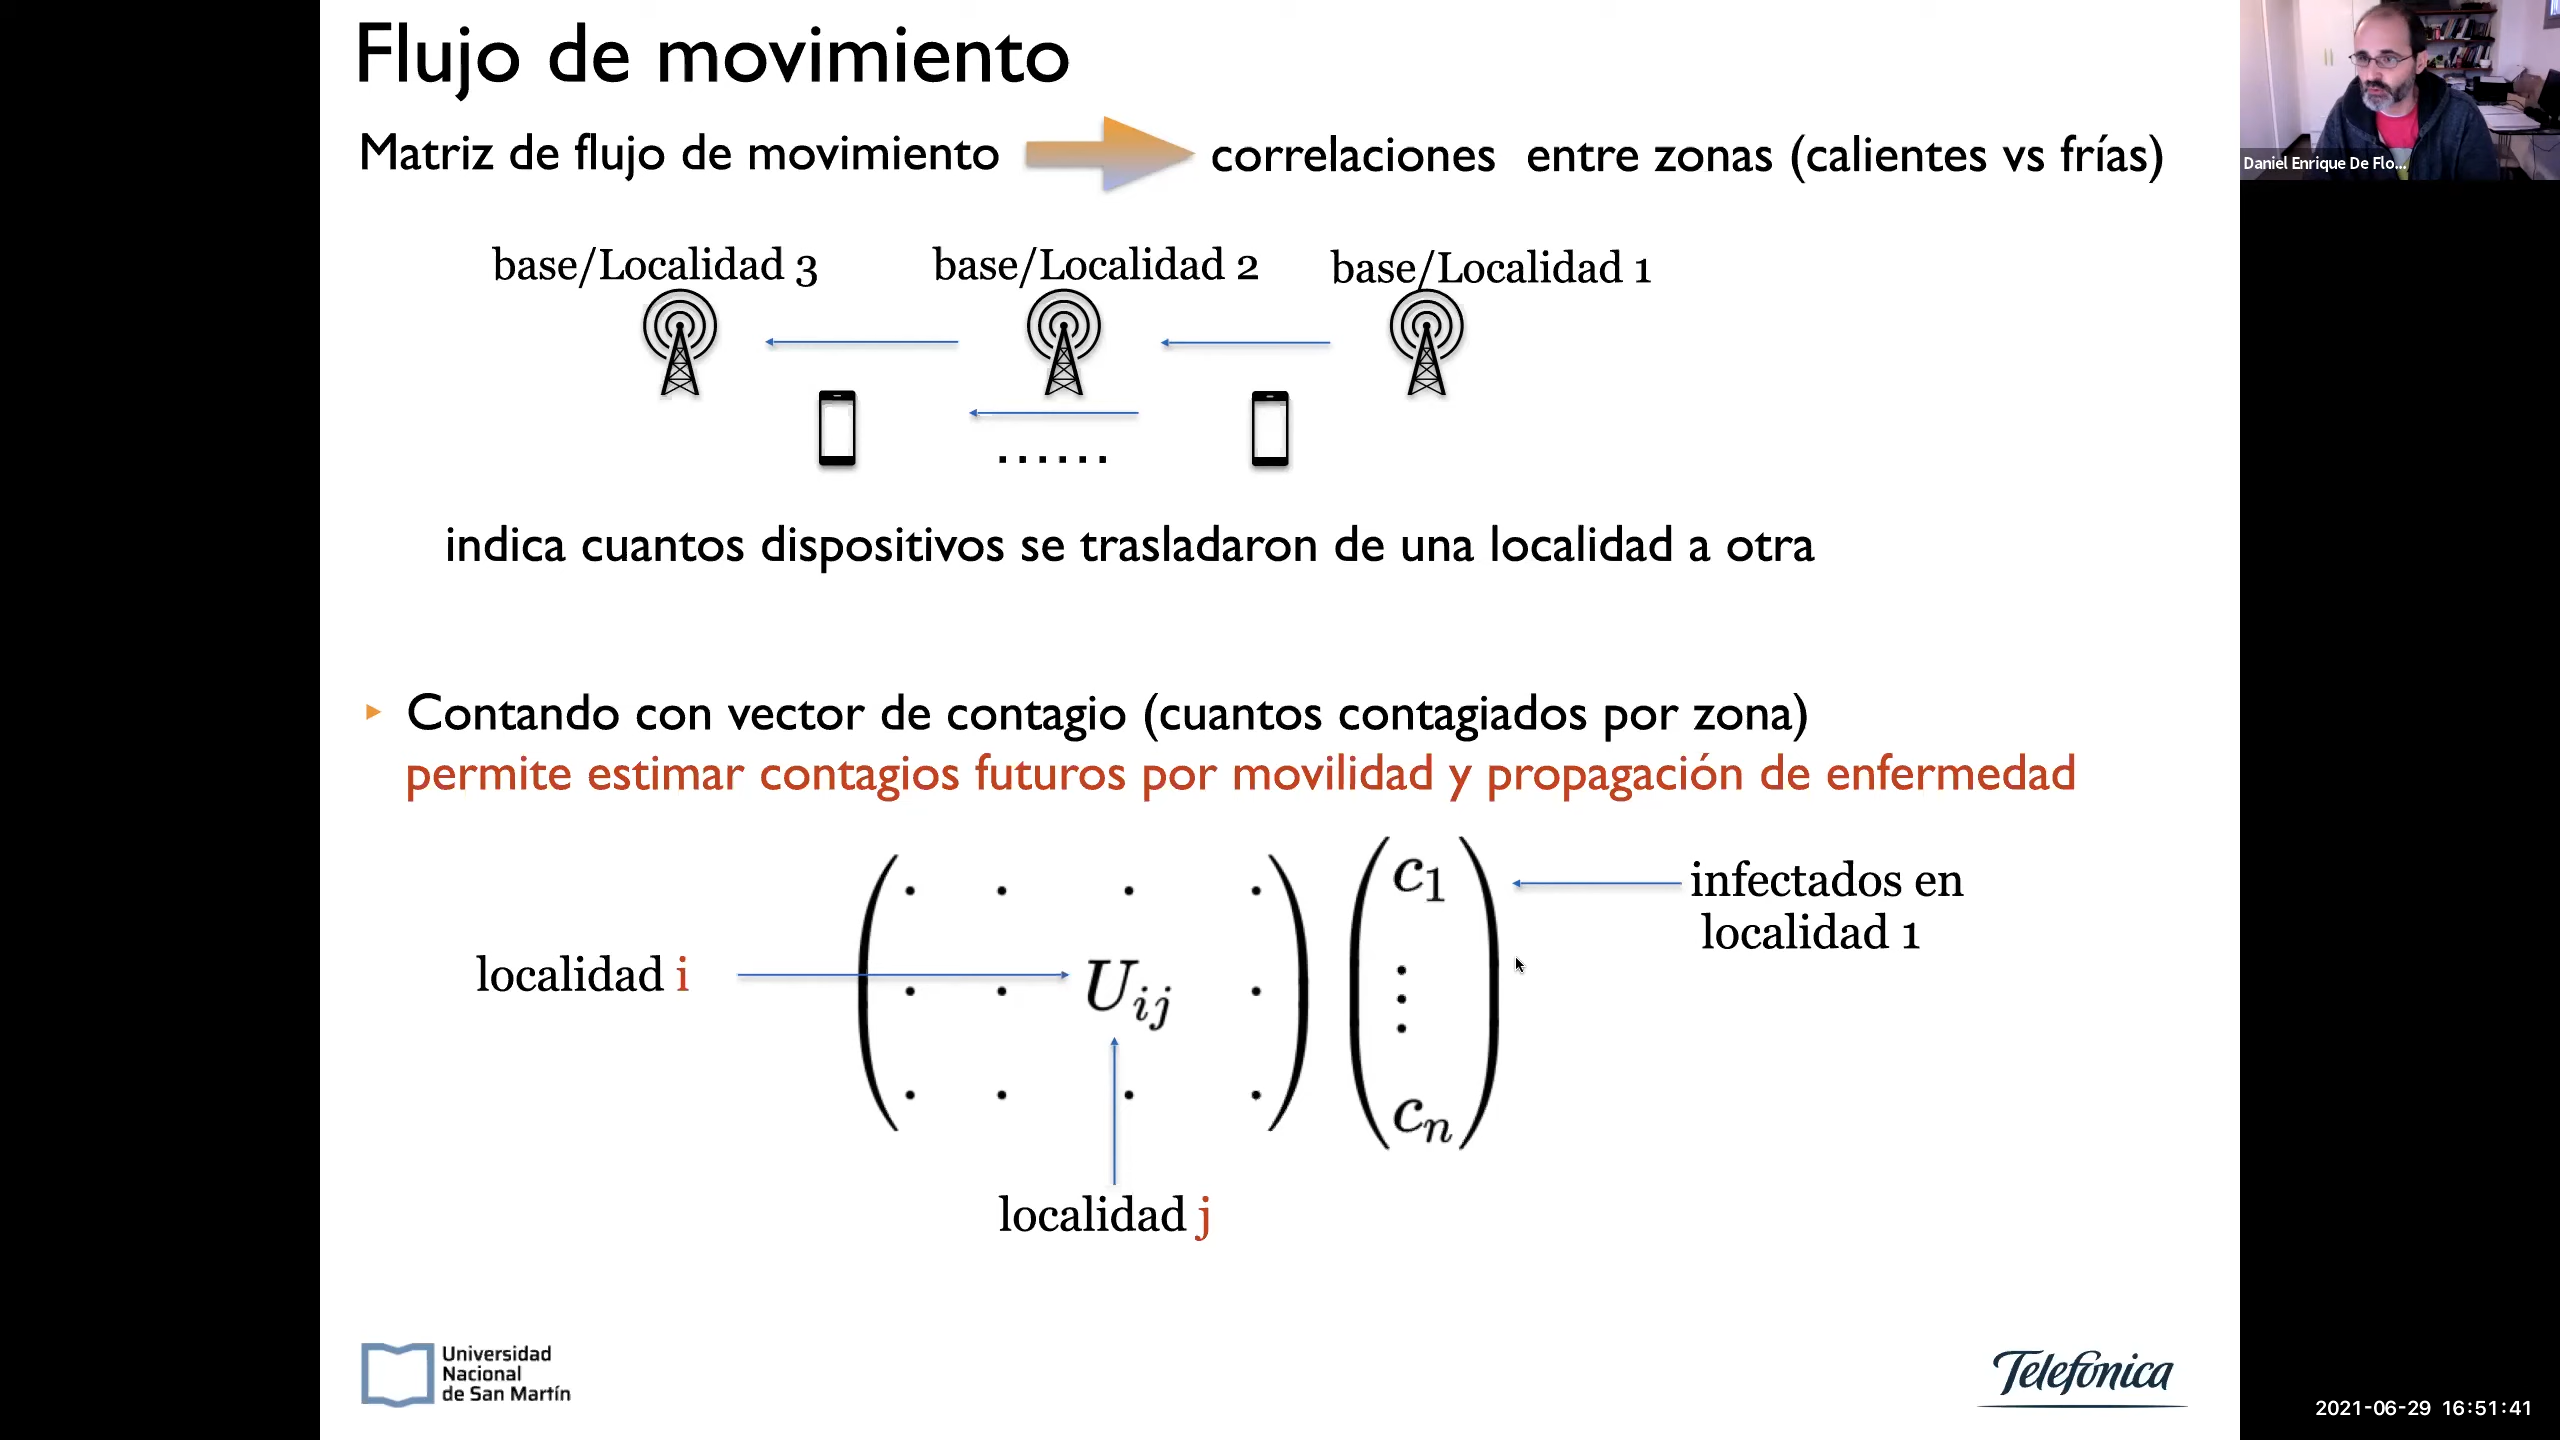 Flujo de movimiento
Matriz de flujo de movimiento
correlaciones entre zonas (calientes vs frías)
Daniel Enrique De Flo...
base/Localidad 3
base/Localidad 2
base/Localidad 1
......
indica cuantos dispositivos se trasladaron de una localidad a otra
Contando con vector de contagio (cuantos contagiados por zona)
permite estimar contagios futuros por movilidad y propagación de enfermedad
c₁
infectados en
localidad 1
localidad i
Uᵢⱼ
cₙ
localidad j
Universidad
Nacional
de San Martín
Telefónica
2021-06-29 16:51:41